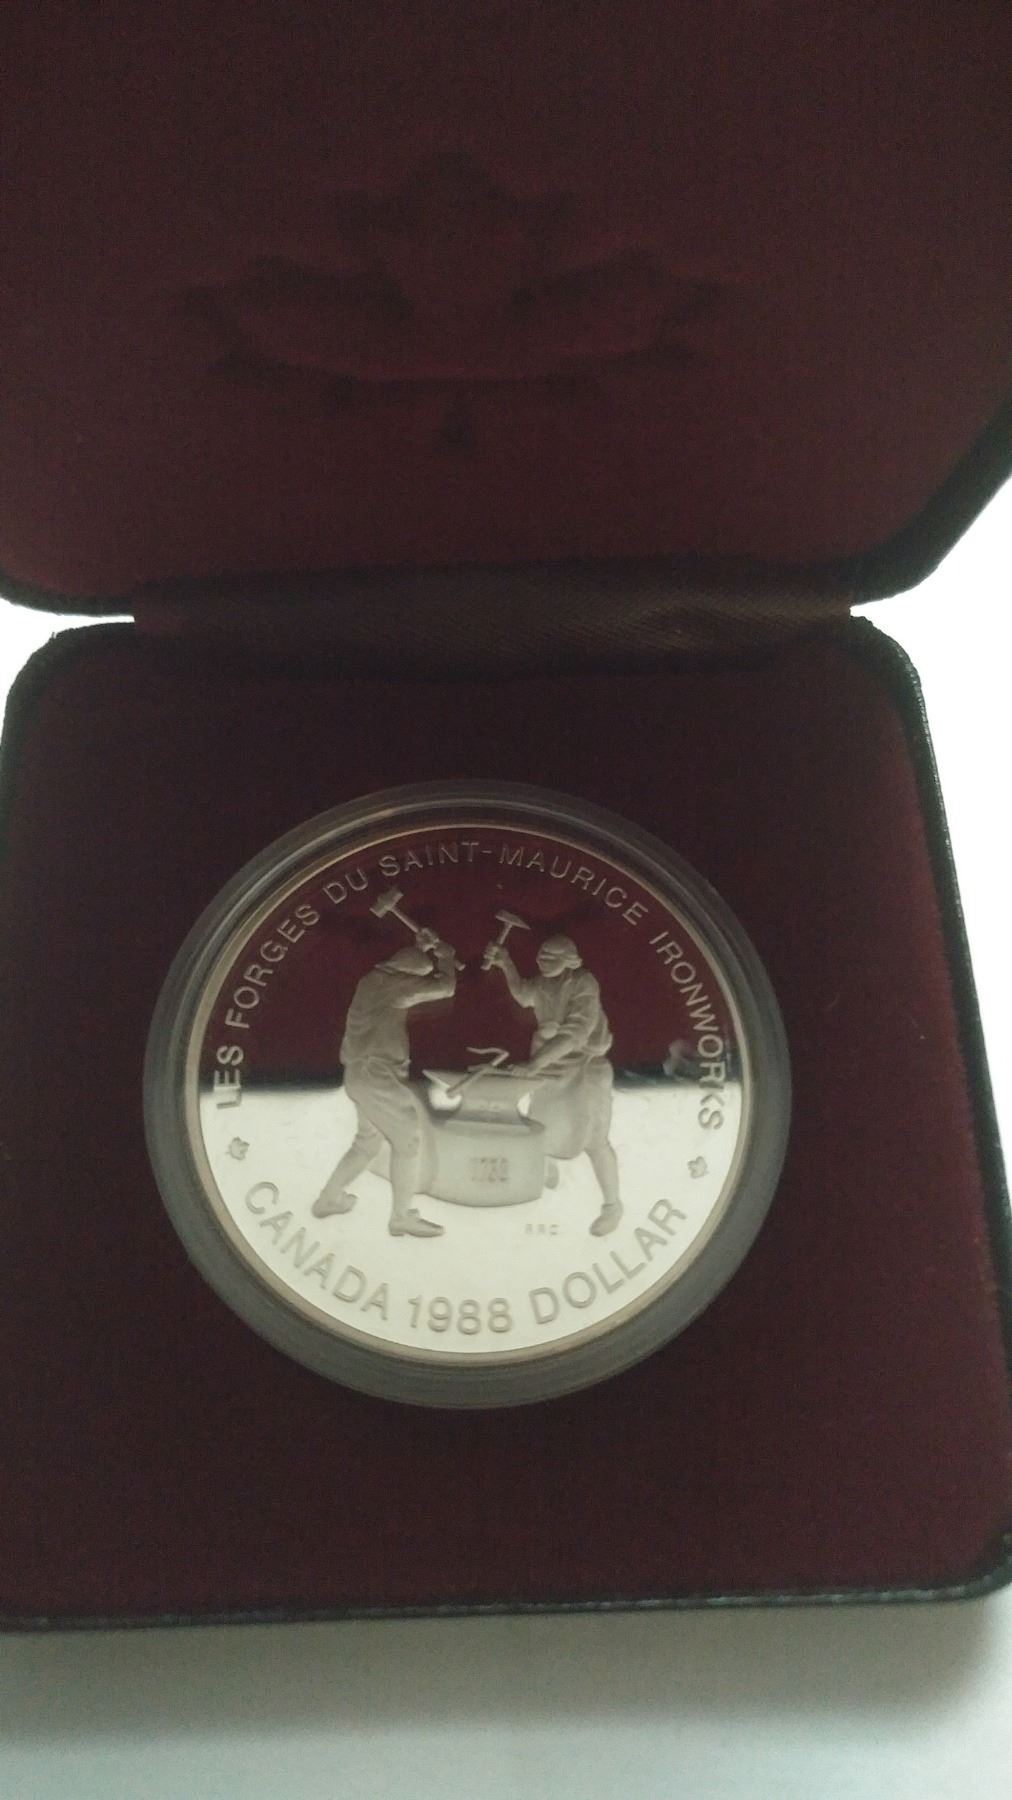 LES FORGES DU SAINT-MAURICE IRONWORKS
1738
R.R.C.
CANADA 1988 DOLLAR